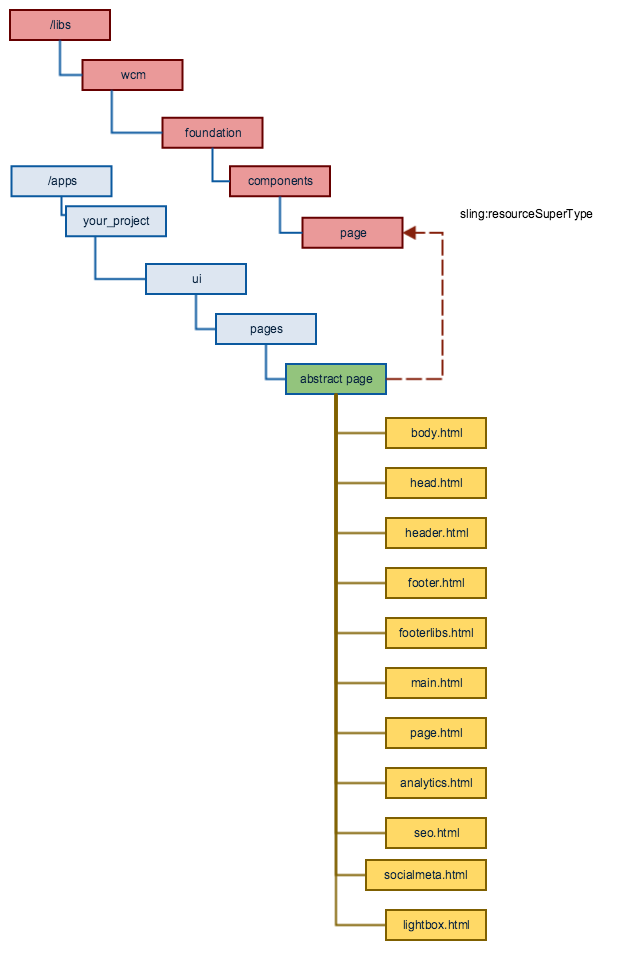 /libs
wcm
foundation
/apps
components
your_project
sling:resourceSuperType
page
ui
pages
abstract page
body.html
head.html
header.html
footer.html
footerlibs.html
main.html
page.html
analytics.html
seo.html
socialmeta.html
lightbox.html